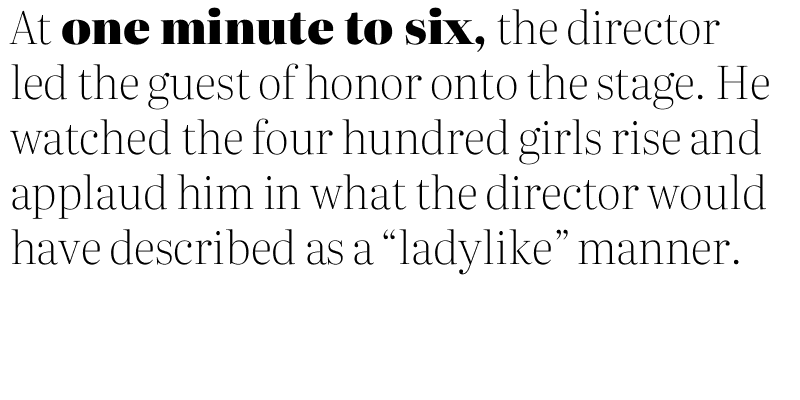 At one minute to six, the director
led the guest of honor onto the stage. He
watched the four hundred girls rise and
applaud him in what the director would
have described as a “ladylike” manner.